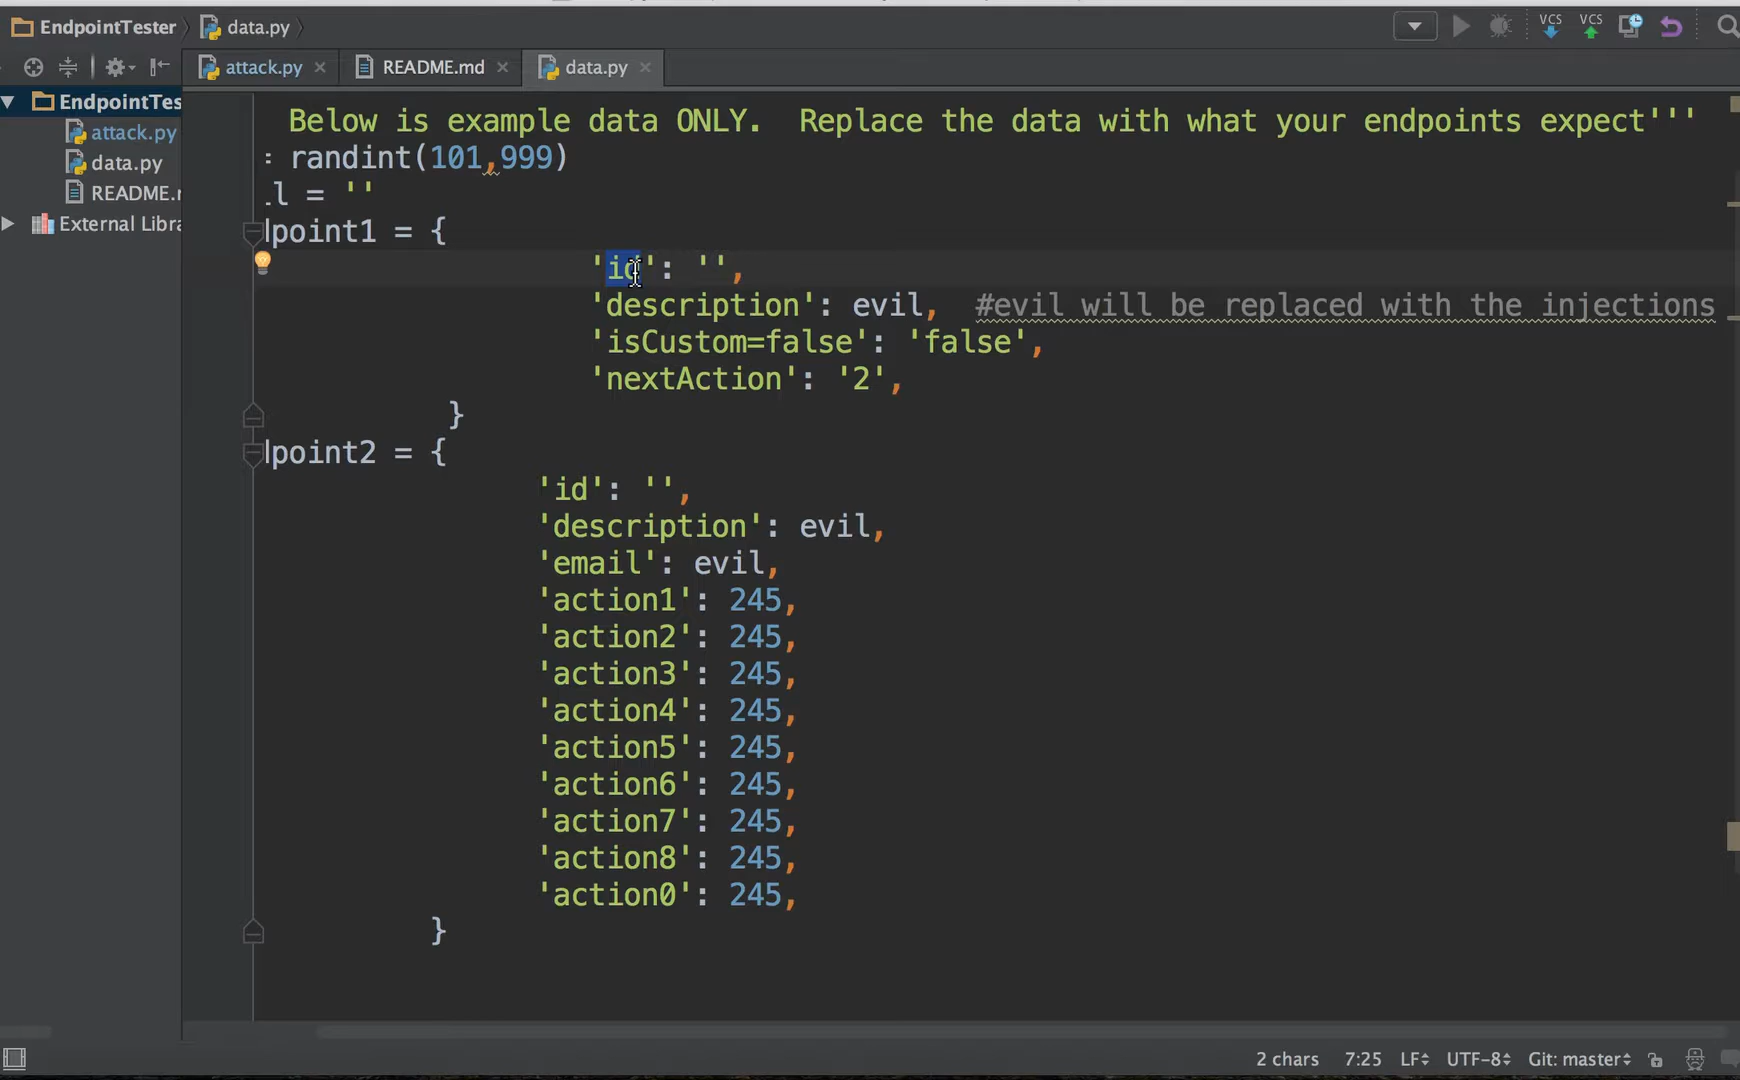 EndpointTester data.py
VCS VCS
attack.py README.md data.py
EndpointTes
attack.py
data.py
README.
External Libra
Below is example data ONLY.  Replace the data with what your endpoints expect'''
: randint(101,999)
_l = ''
lpoint1 = {
'id': '',
'description': evil,  #evil will be replaced with the injections
'isCustom=false': 'false',
'nextAction': '2',
}
lpoint2 = {
'id': '',
'description': evil,
'email': evil,
'action1': 245,
'action2': 245,
'action3': 245,
'action4': 245,
'action5': 245,
'action6': 245,
'action7': 245,
'action8': 245,
'action0': 245,
}
2 chars 7:25 LF UTF-8 Git: master